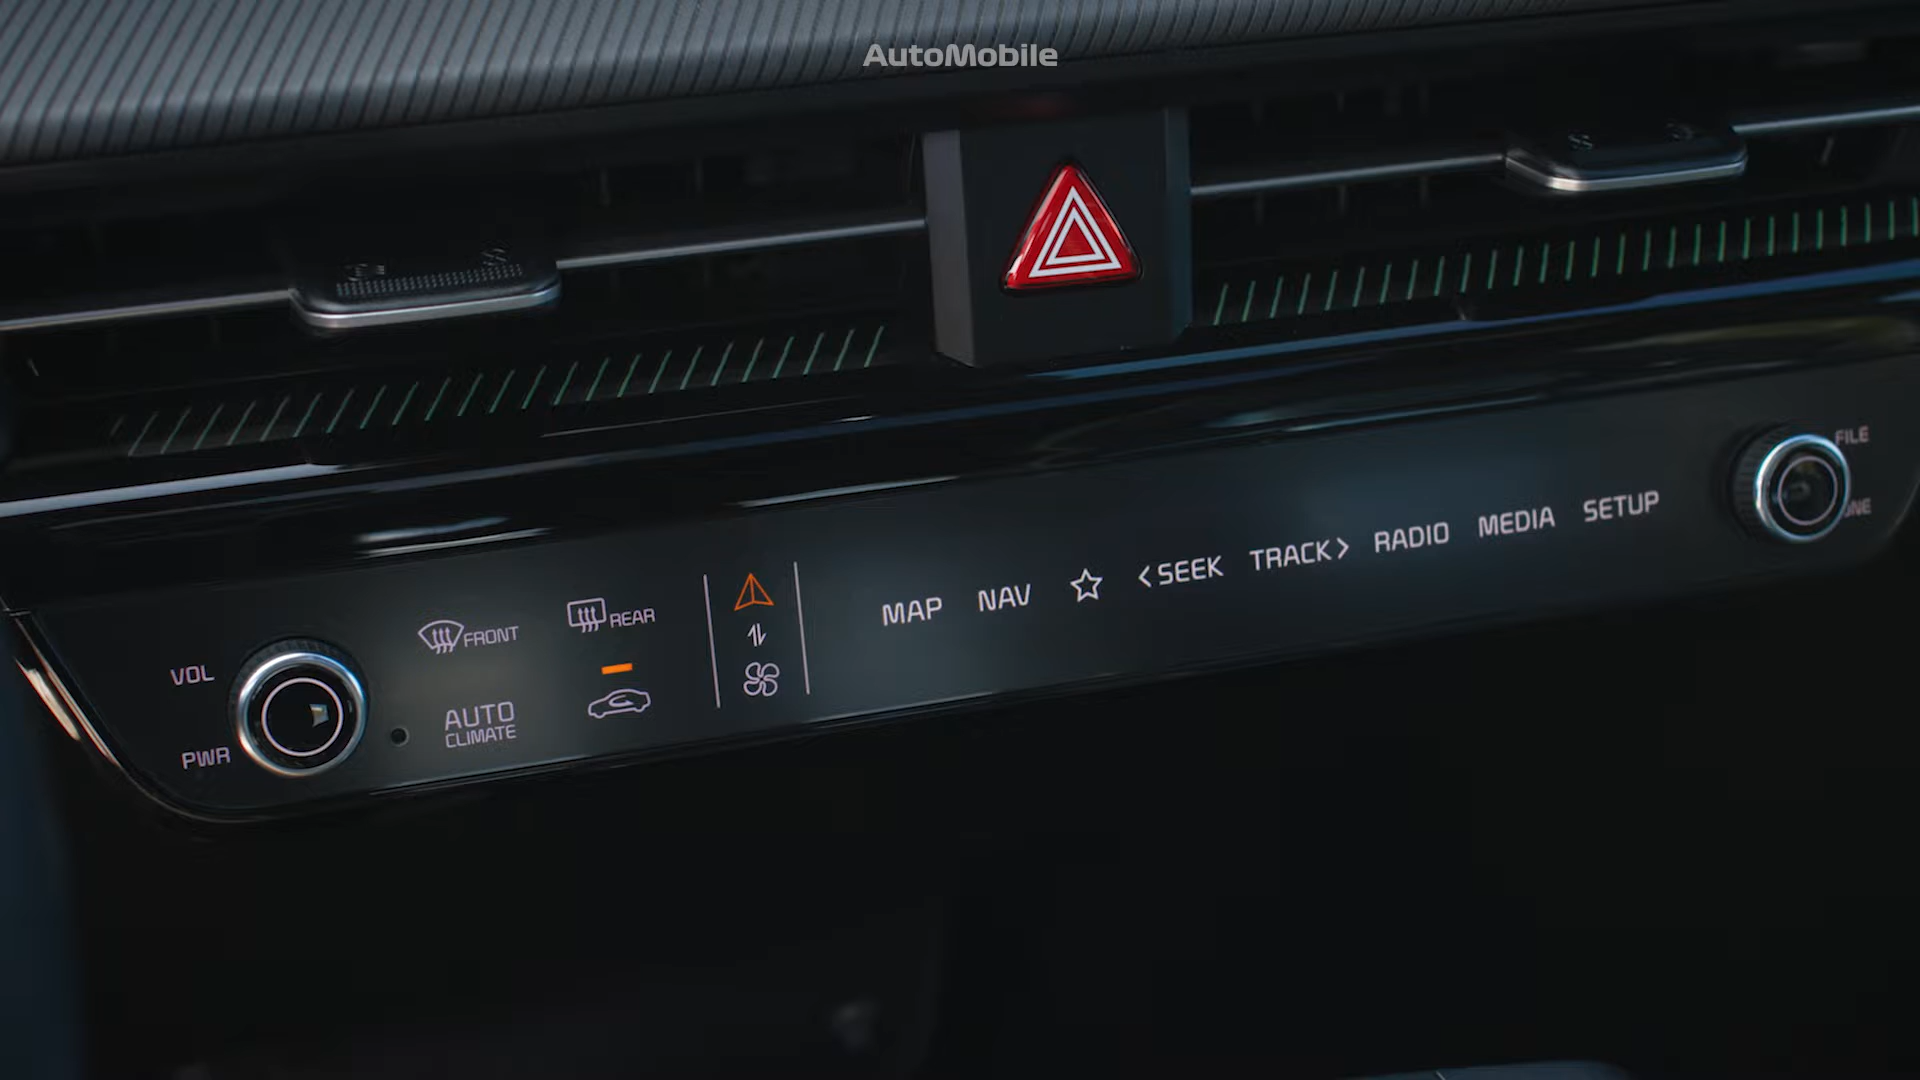 AutoMobile
FILE
VOL
PWR
FRONT
REAR
AUTO
CLIMATE
MAP NAV <SEEK TRACK> RADIO MEDIA SETUP